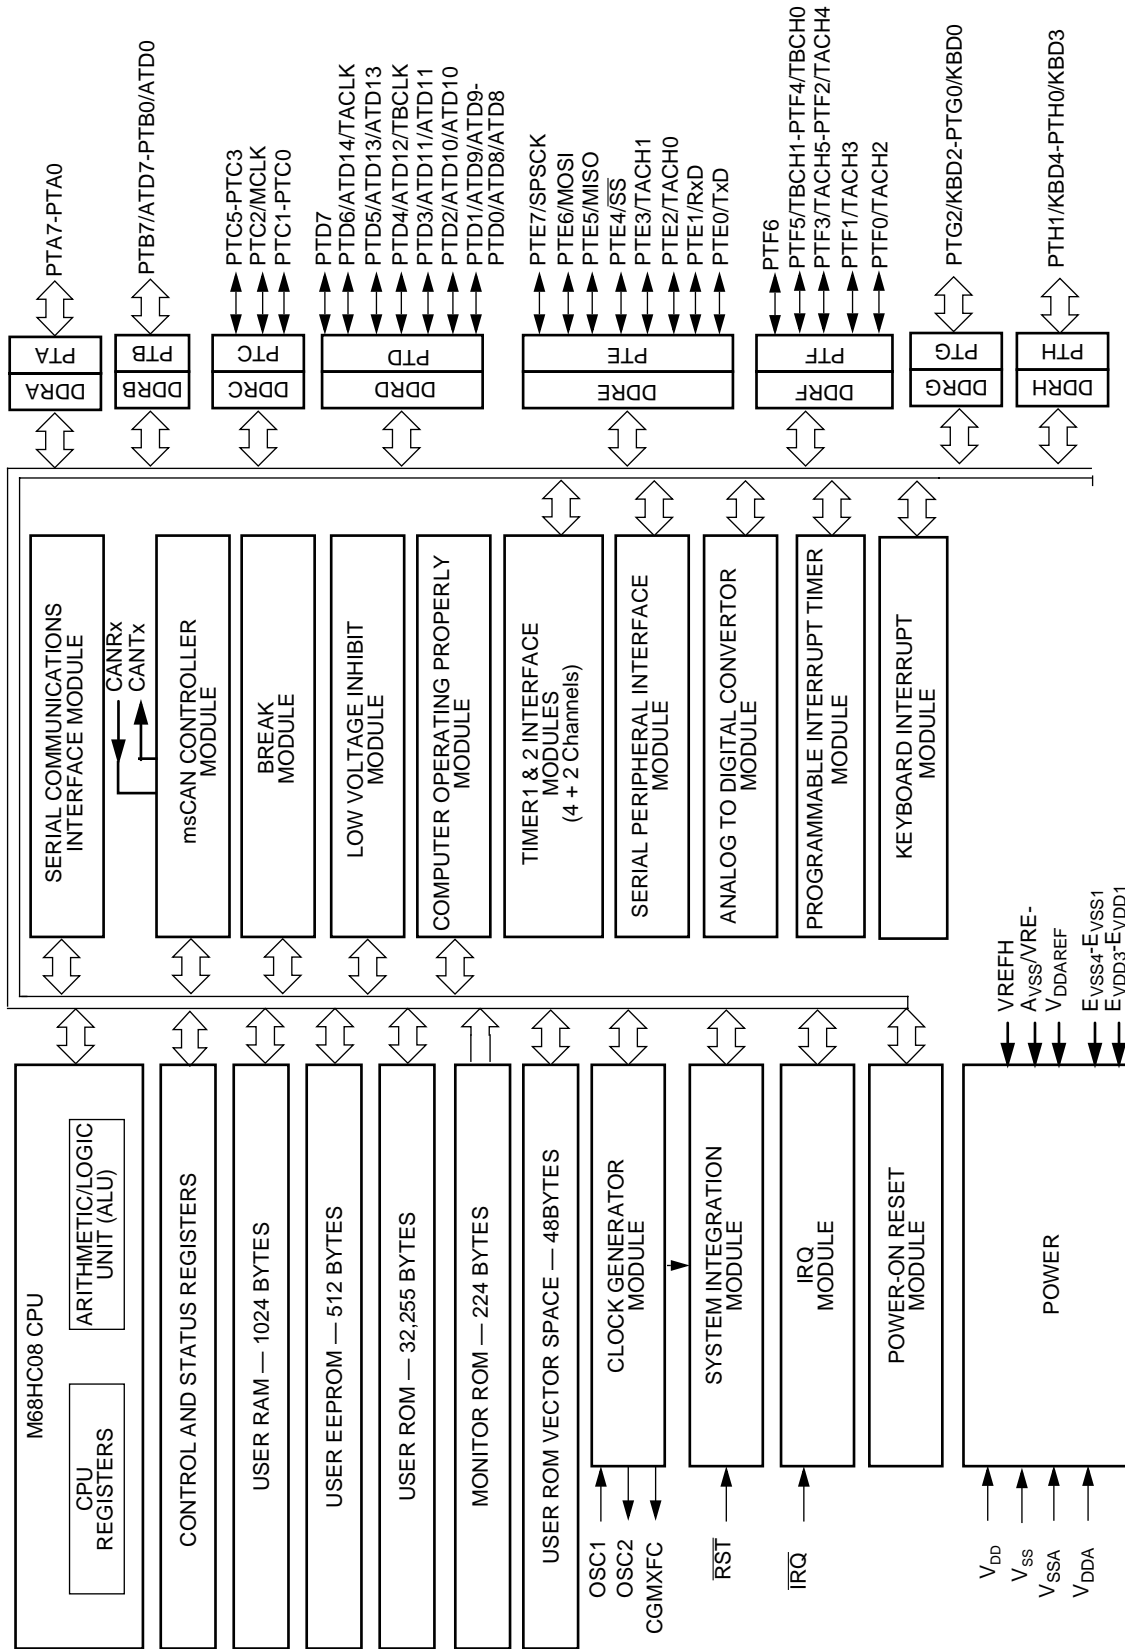 M68HC08 CPU
CPU
REGISTERS
ARITHMETIC/LOGIC
UNIT (ALU)
CONTROL AND STATUS REGISTERS
USER RAM — 1024 BYTES
USER EEPROM — 512 BYTES
USER ROM — 32,255 BYTES
MONITOR ROM — 224 BYTES
USER ROM VECTOR SPACE — 48BYTES
OSC1
OSC2
CGMXFC
CLOCK GENERATOR
MODULE
RST
SYSTEM INTEGRATION
MODULE
IRQ
IRQ
MODULE
POWER-ON RESET
MODULE
VDD
VSS
VSSA
VDDA
POWER
VREFH
AVSS/VRE-
VDDAREF
EVSS4-EVSS1
EVDD3-EVDD1
SERIAL COMMUNICATIONS
INTERFACE MODULE
CANRx
CANTx
msCAN CONTROLLER
MODULE
BREAK
MODULE
LOW VOLTAGE INHIBIT
MODULE
COMPUTER OPERATING PROPERLY
MODULE
TIMER1 & 2 INTERFACE
MODULES
(4 + 2 Channels)
SERIAL PERIPHERAL INTERFACE
MODULE
ANALOG TO DIGITAL CONVERTOR
MODULE
PROGRAMMABLE INTERRUPT TIMER
MODULE
KEYBOARD INTERRUPT
MODULE
DDRA
PTA
PTA7-PTA0
DDRB
PTB
PTB7/ATD7-PTB0/ATD0
DDRC
PTC
PTC5-PTC3
PTC2/MCLK
PTC1-PTC0
DDRD
PTD
PTD7
PTD6/ATD14/TACLK
PTD5/ATD13/ATD13
PTD4/ATD12/TBCLK
PTD3/ATD11/ATD11
PTD2/ATD10/ATD10
PTD1/ATD9/ATD9-
PTD0/ATD8/ATD8
DDRE
PTE
PTE7/SPSCK
PTE6/MOSI
PTE5/MISO
PTE4/SS
PTE3/TACH1
PTE2/TACH0
PTE1/RxD
PTE0/TxD
DDRF
PTF
PTF6
PTF5/TBCH1-PTF4/TBCH0
PTF3/TACH5-PTF2/TACH4
PTF1/TACH3
PTF0/TACH2
DDRG
PTG
PTG2/KBD2-PTG0/KBD0
DDRH
PTH
PTH1/KBD4-PTH0/KBD3